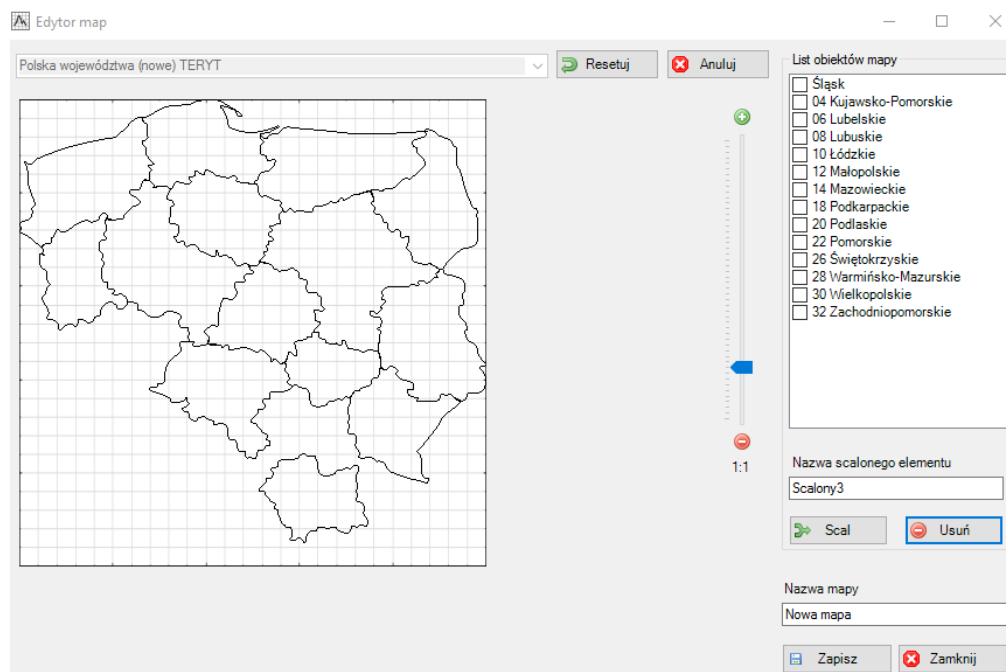 Edytor map
Polska województwa (nowe) TERYT
Resetuj
Anuluj
List obiektów mapy
Śląsk
04 Kujawsko-Pomorskie
06 Lubelskie
08 Lubuskie
10 Łódzkie
12 Małopolskie
14 Mazowieckie
18 Podkarpackie
20 Podlaskie
22 Pomorskie
26 Świętokrzyskie
28 Warmińsko-Mazurskie
30 Wielkopolskie
32 Zachodniopomorskie
1:1
Nazwa scalonego elementu
Scalony3
Scal
Usuń
Nazwa mapy
Nowa mapa
Zapisz
Zamknij